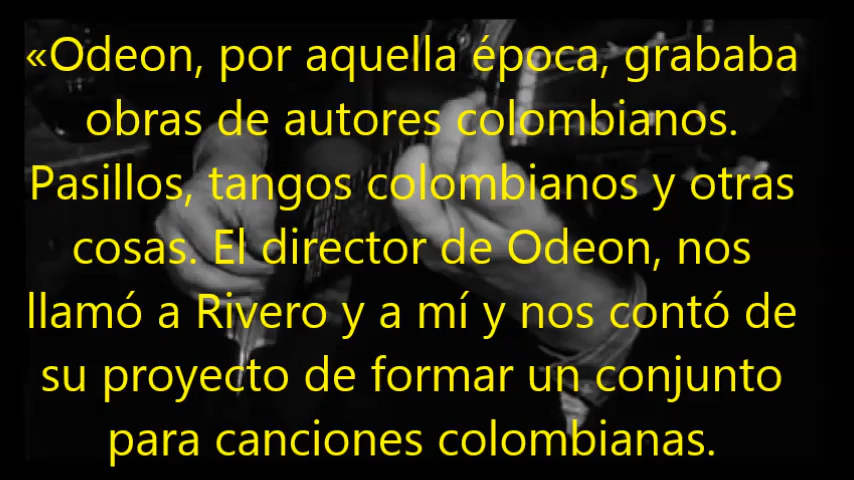 «Odeon, por aquella época, grababa
obras de autores colombianos.
Pasillos, tangos colombianos y otras
cosas. El director de Odeon, nos
llamó a Rivero y a mí y nos contó de
su proyecto de formar un conjunto
para canciones colombianas.